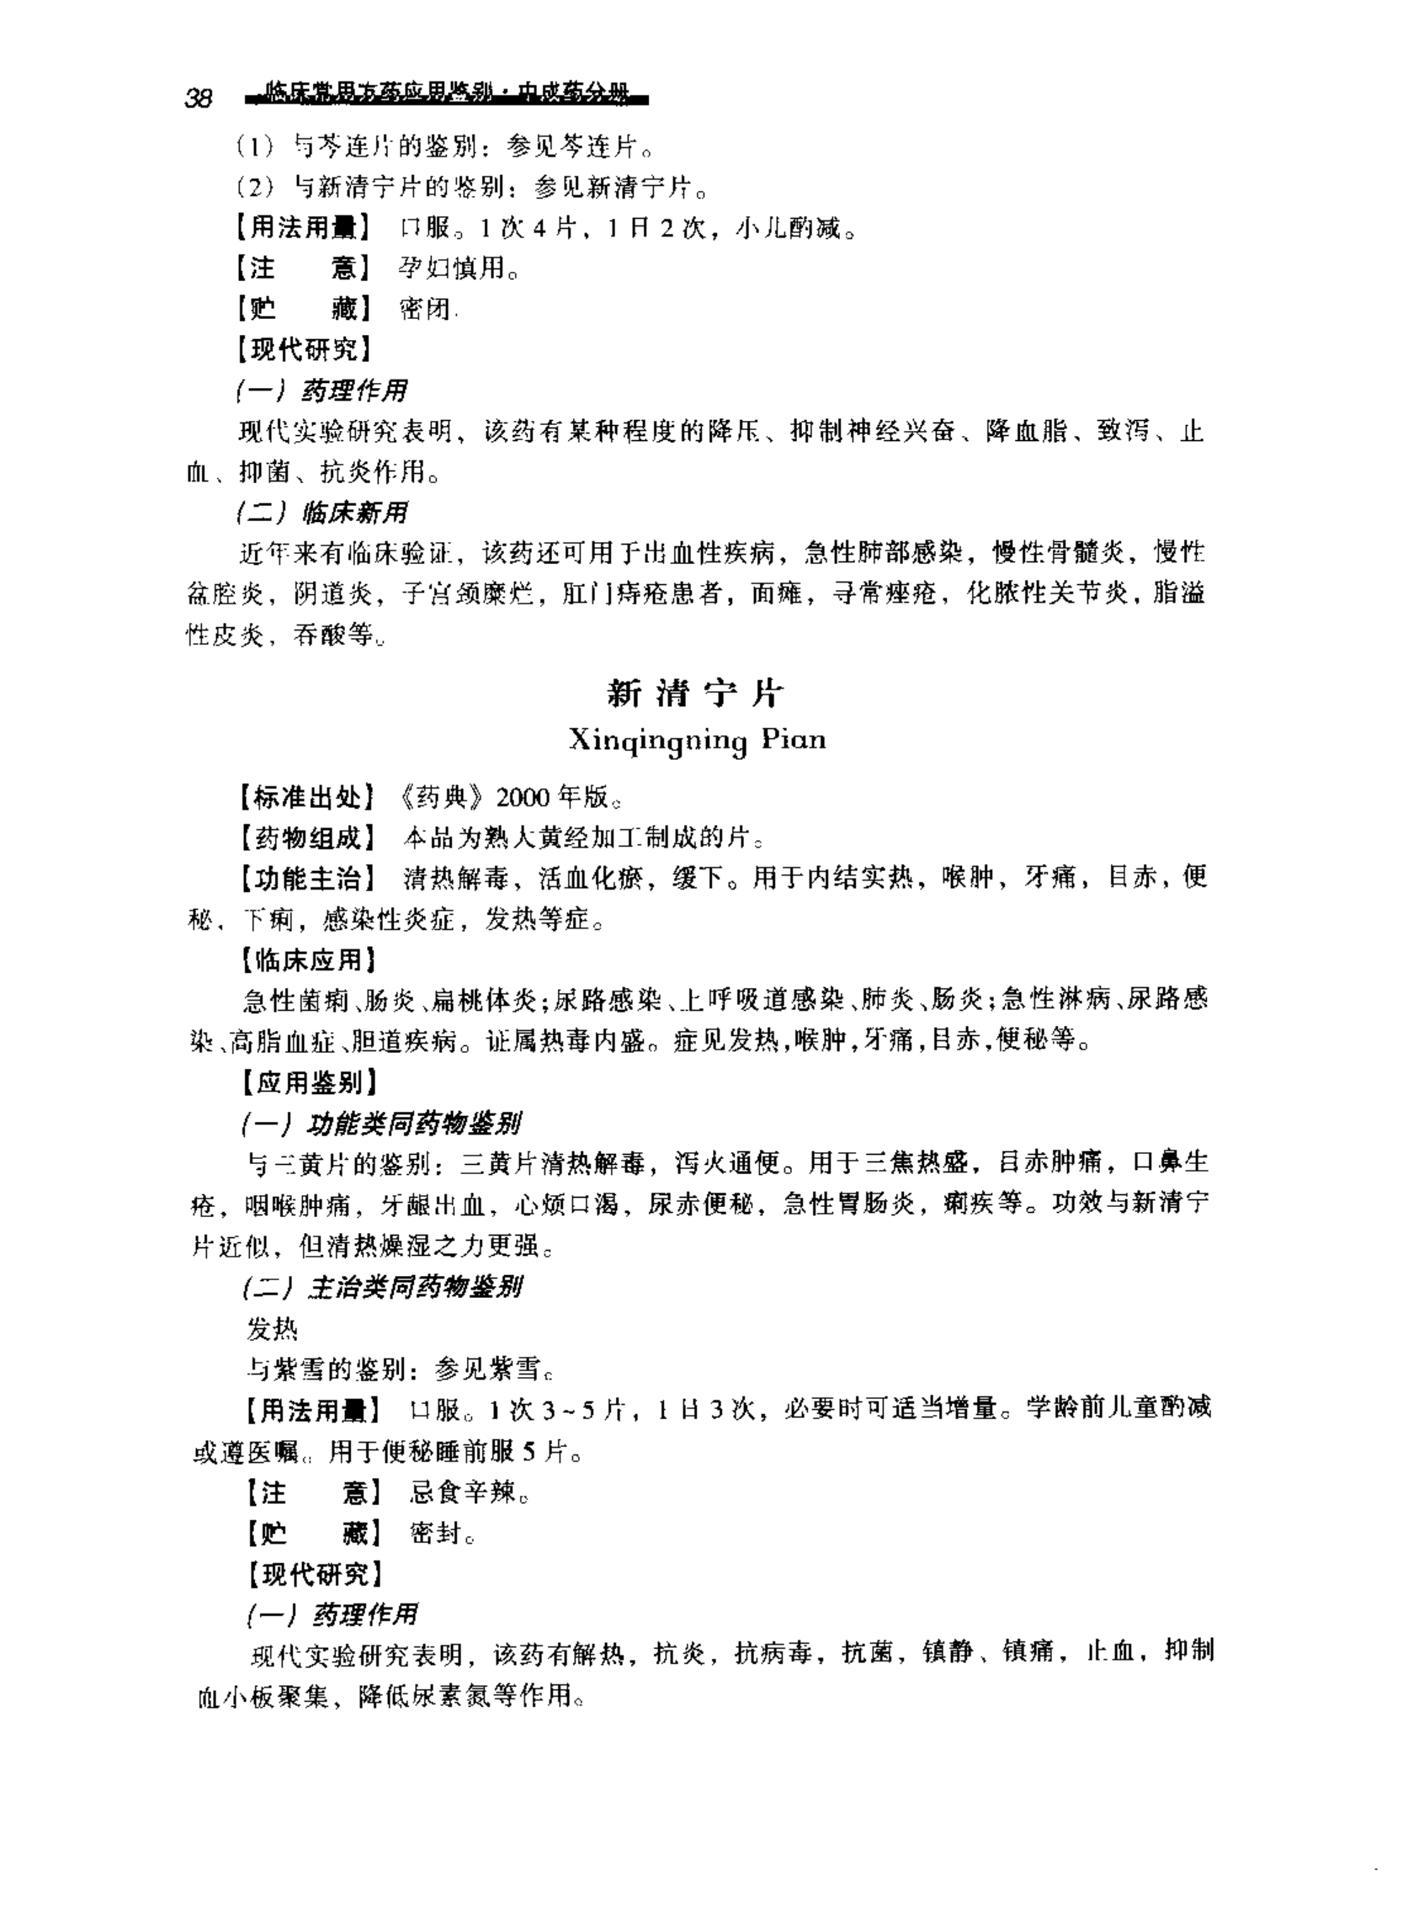 38 临床常用方药应用鉴别·中成药分册
（1）与芩连片的鉴别：参见芩连片。
（2）与新清宁片的鉴别：参见新清宁片。
【用法用量】 口服。1次4片，1日2次，小儿酌减。
【注　　意】 孕妇慎用。
【贮　　藏】 密闭.
【现代研究】
（一）药理作用
现代实验研究表明，该药有某种程度的降压、抑制神经兴奋、降血脂、致泻、止
血、抑菌、抗炎作用。
（二）临床新用
近年来有临床验证，该药还可用于出血性疾病，急性肺部感染，慢性骨髓炎，慢性
盆腔炎，阴道炎，子宫颈糜烂，肛门痔疮患者，面瘫，寻常痤疮，化脓性关节炎，脂溢
性皮炎，吞酸等。
新清宁片
Xinqingning Pian
【标准出处】《药典》2000年版。
【药物组成】 本品为熟大黄经加工制成的片。
【功能主治】 清热解毒，活血化瘀，缓下。用于内结实热，喉肿，牙痛，目赤，便
秘，下痢，感染性炎症，发热等症。
【临床应用】
急性菌痢、肠炎、扁桃体炎；尿路感染、上呼吸道感染、肺炎、肠炎；急性淋病、尿路感
染、高脂血症、胆道疾病。证属热毒内盛。症见发热，喉肿，牙痛，目赤，便秘等。
【应用鉴别】
（一）功能类同药物鉴别
与三黄片的鉴别：三黄片清热解毒，泻火通便。用于三焦热盛，目赤肿痛，口鼻生
疮，咽喉肿痛，牙龈出血，心烦口渴，尿赤便秘，急性胃肠炎，痢疾等。功效与新清宁
片近似，但清热燥湿之力更强。
（二）主治类同药物鉴别
发热
与紫雪的鉴别：参见紫雪。
【用法用量】 口服。1次3~5片，1日3次，必要时可适当增量。学龄前儿童酌减
或遵医嘱。用于便秘睡前服5片。
【注　　意】 忌食辛辣。
【贮　　藏】 密封。
【现代研究】
（一）药理作用
现代实验研究表明，该药有解热，抗炎，抗病毒，抗菌，镇静、镇痛，止血，抑制
血小板聚集，降低尿素氮等作用。